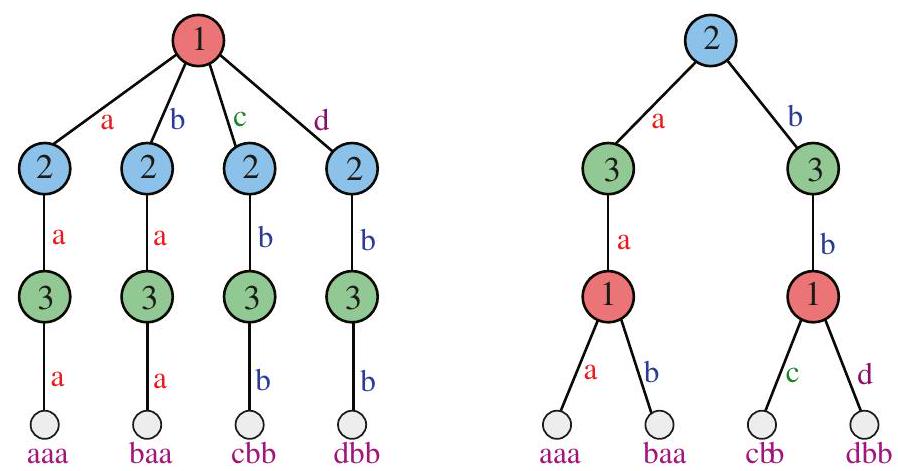 1 2
a b c d a b
2 2 2 2 3 3
a a b b a b
3 3 3 3 1 1
a a b b a b c d
aaa baa cbb dbb aaa baa dbb